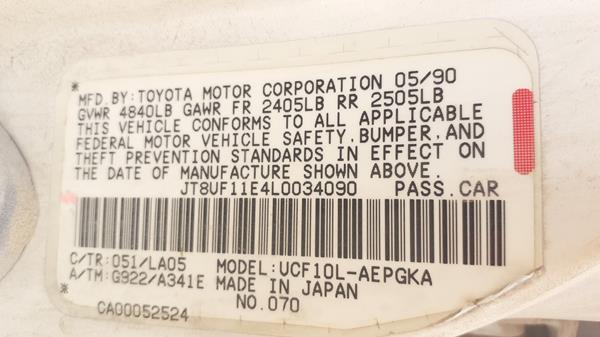 *MFD.BY:TOYOTA MOTOR CORPORATION 05/90
GVWR 4840LB GAWR FR 2405LB RR 2505LB
THIS VEHICLE CONFORMS TO ALL APPLICABLE
FEDERAL MOTOR VEHICLE SAFETY,BUMPER,AND
THEFT PREVENTION STANDARDS IN EFFECT ON
THE DATE OF MANUFACTURE SHOWN ABOVE.
* JT8UF11E4L0034090 PASS.CAR *
C/TR:051/LA05 MODEL:UCF10L-AEPGKA
A/TM:G922/A341E MADE IN JAPAN
* CA00052524 NO.070